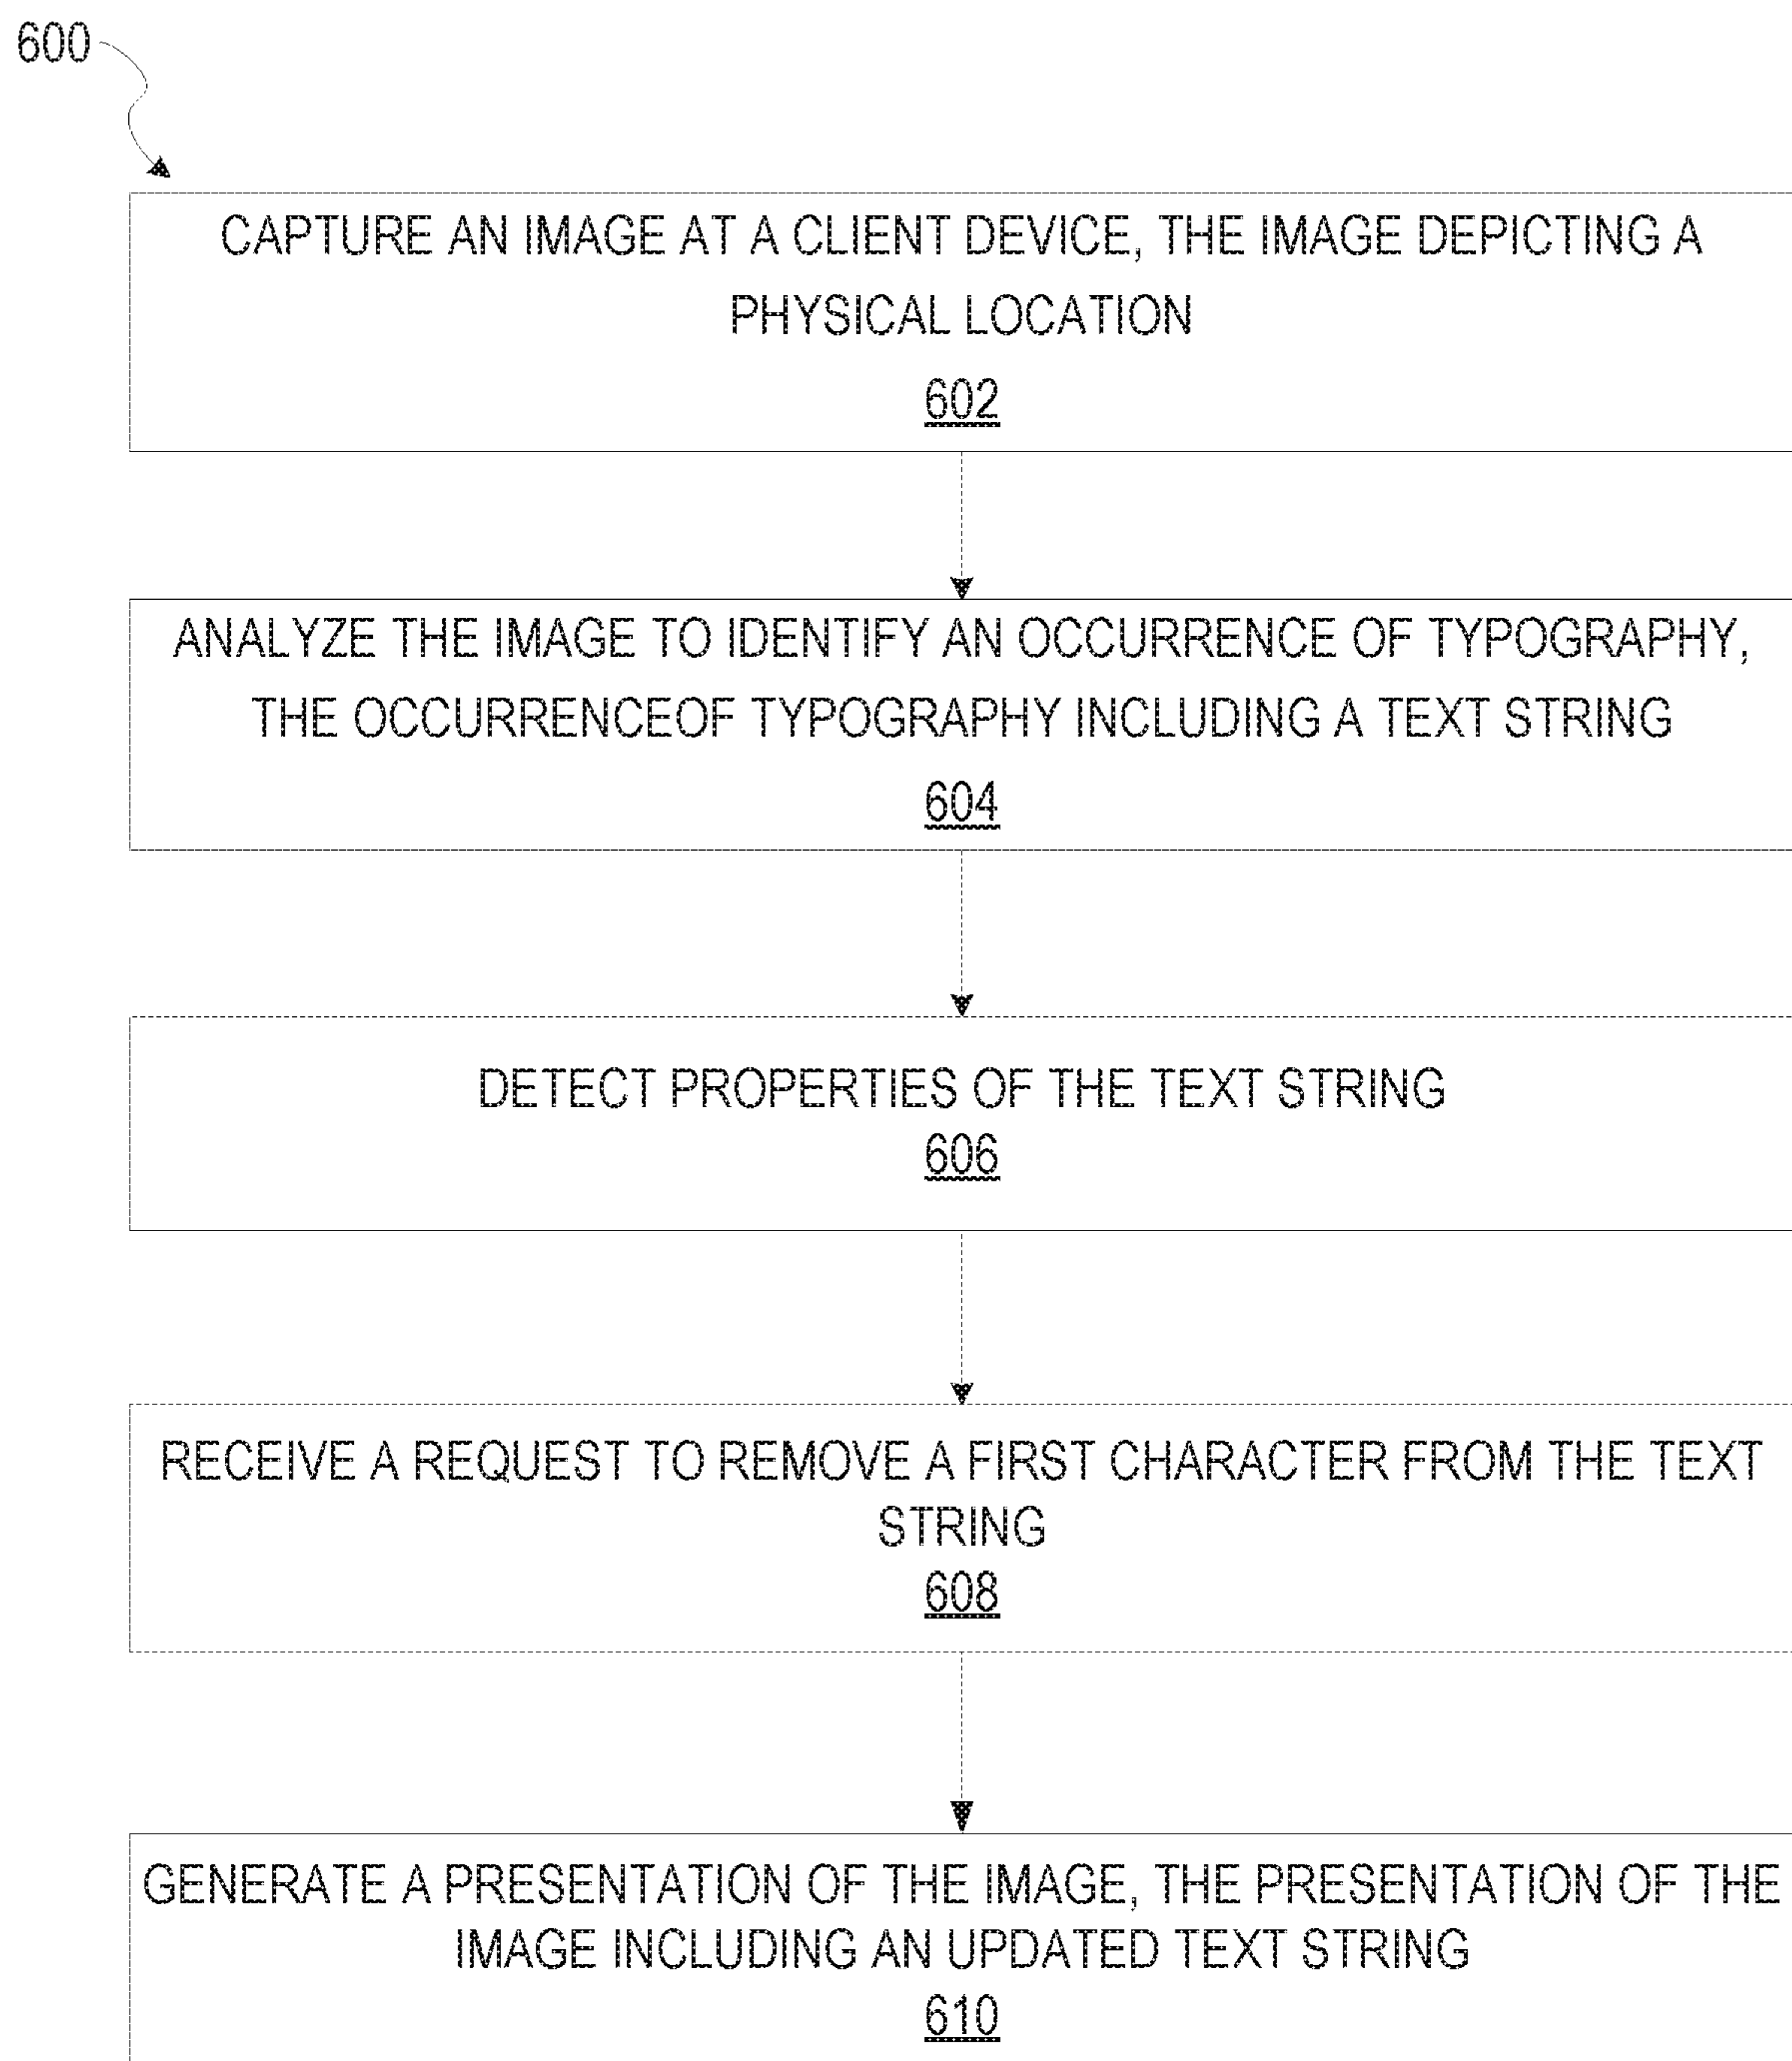 600
CAPTURE AN IMAGE AT A CLIENT DEVICE, THE IMAGE DEPICTING A
PHYSICAL LOCATION
602
ANALYZE THE IMAGE TO IDENTIFY AN OCCURRENCE OF TYPOGRAPHY,
THE OCCURRENCEOF TYPOGRAPHY INCLUDING A TEXT STRING
604
DETECT PROPERTIES OF THE TEXT STRING
606
RECEIVE A REQUEST TO REMOVE A FIRST CHARACTER FROM THE TEXT
STRING
608
GENERATE A PRESENTATION OF THE IMAGE, THE PRESENTATION OF THE
IMAGE INCLUDING AN UPDATED TEXT STRING
610